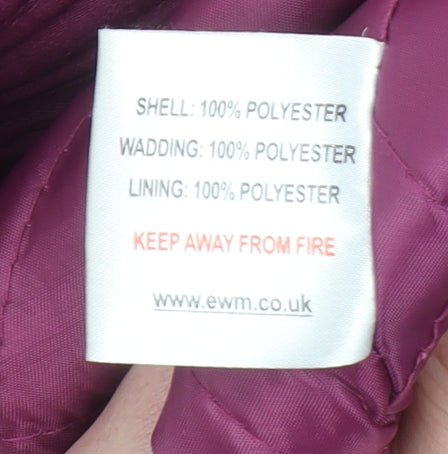 SHELL: 100% POLYESTER
WADDING: 100% POLYESTER
LINING: 100% POLYESTER
KEEP AWAY FROM FIRE
www.ewm.co.uk